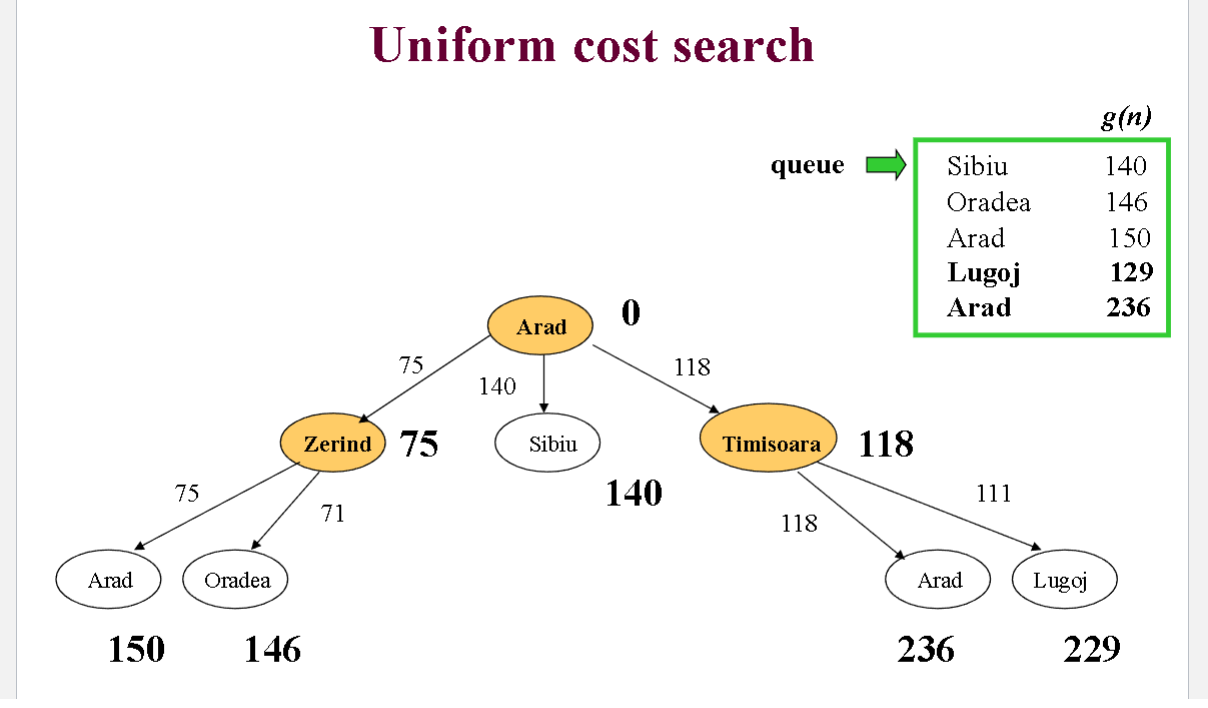 Uniform cost search
g(n)
queue
Sibiu 140
Oradea 146
Arad 150
Lugoj 129
Arad 236
Arad 0
75
140
118
Zerind 75
Sibiu
Timisoara 118
140
75
71
118
111
Arad
Oradea
Arad
Lugoj
150
146
236
229